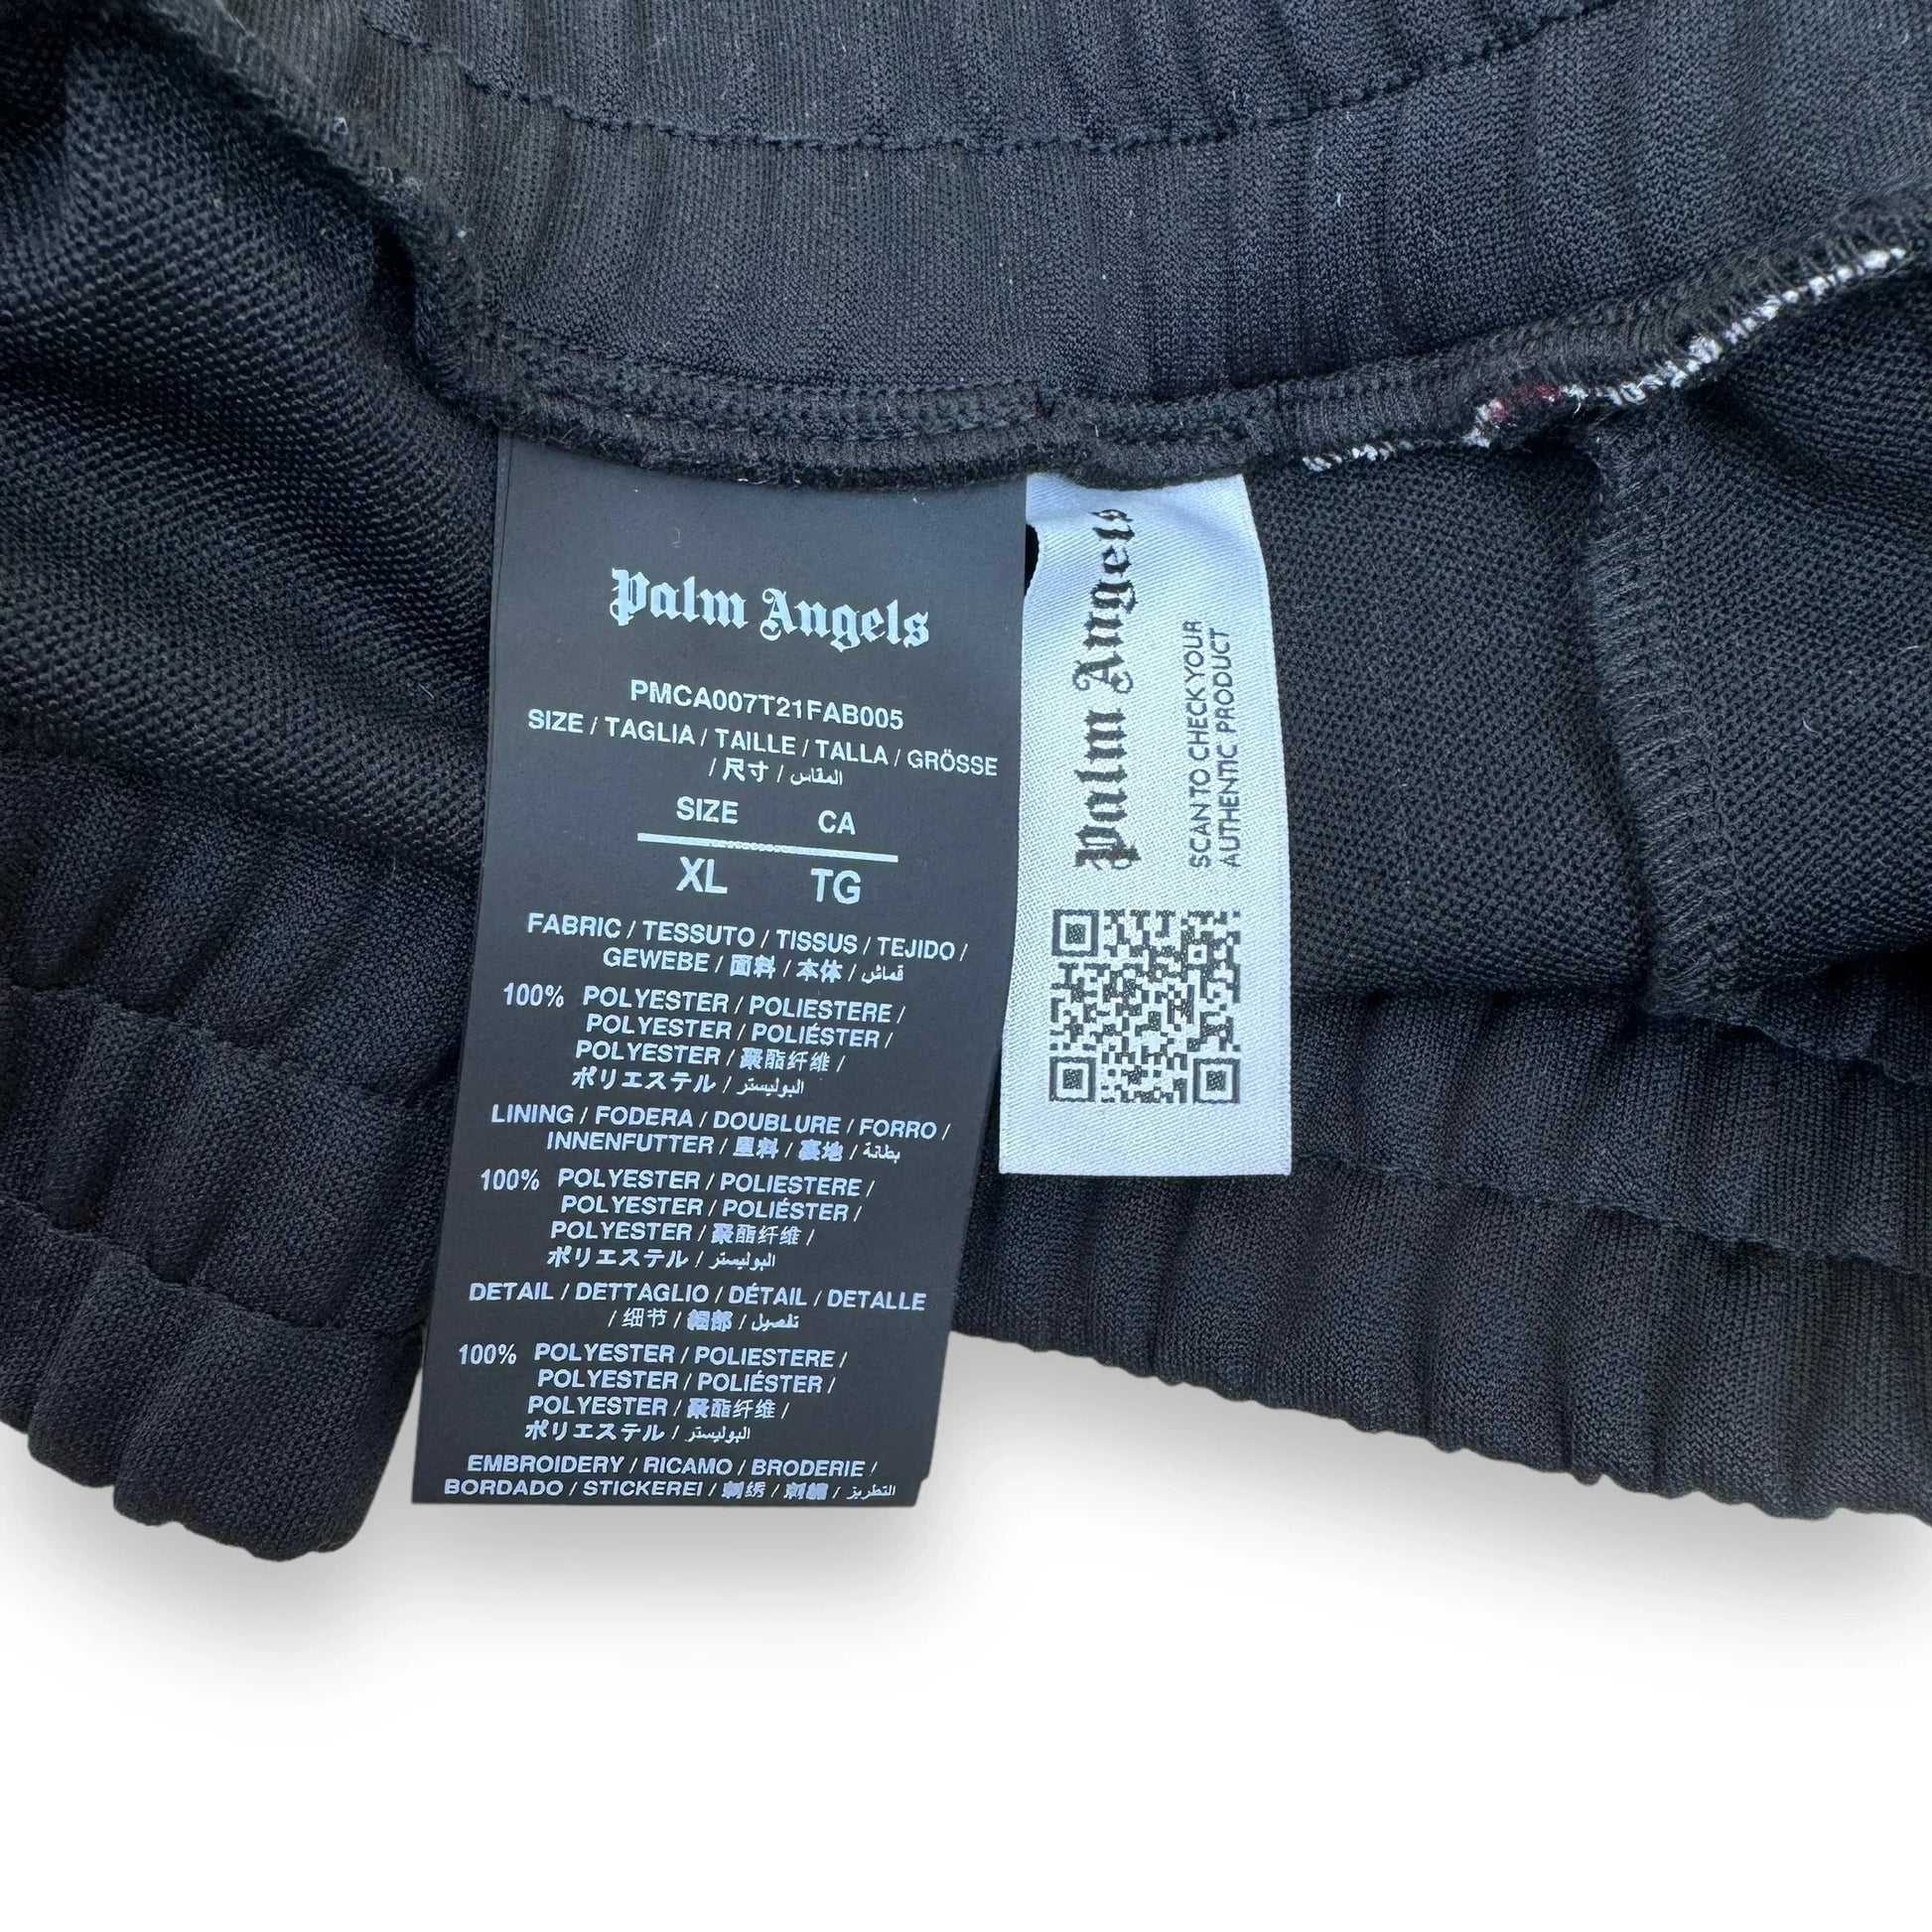 Palm Angels
PMCA007T21FAB005
SIZE / TAGLIA / TAILLE / TALLA / GRÖSSE
/ 尺寸 / المقاس
SIZE CA
XL TG
FABRIC / TESSUTO / TISSUS / TEJIDO /
GEWEBE / 面料 / 本体 / قماش
100% POLYESTER / POLIESTERE /
POLYESTER / POLIÉSTER /
POLYESTER / 聚酯纤维 /
ポリエステル / البوليستر
LINING / FODERA / DOUBLURE / FORRO /
INNENFUTTER / 里料 / 裏地 / بطانة
100% POLYESTER / POLIESTERE /
POLYESTER / POLIÉSTER /
POLYESTER / 聚酯纤维 /
ポリエステル / البوليستر
DETAIL / DETTAGLIO / DÉTAIL / DETALLE
/ 细节 / 細部 / تفصيل
100% POLYESTER / POLIESTERE /
POLYESTER / POLIÉSTER /
POLYESTER / 聚酯纤维 /
ポリエステル / البوليستر
EMBROIDERY / RICAMO / BRODERIE /
BORDADO / STICKEREI / 刺绣 / 刺繍 / التطريز
Palm Angels
SCAN TO CHECK YOUR
AUTHENTIC PRODUCT